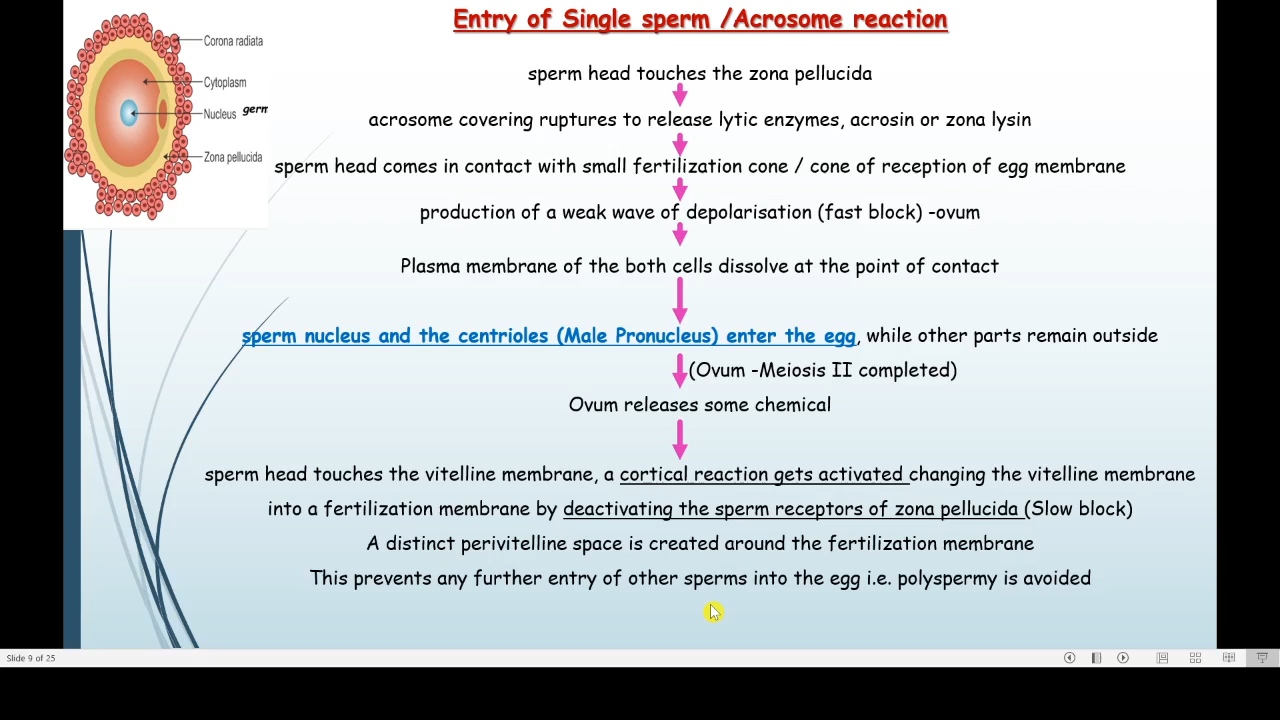 Entry of Single sperm /Acrosome reaction
Corona radiata
Cytoplasm
Nucleus germ
Zona pellucida
sperm head touches the zona pellucida
acrosome covering ruptures to release lytic enzymes, acrosin or zona lysin
sperm head comes in contact with small fertilization cone / cone of reception of egg membrane
production of a weak wave of depolarisation (fast block) -ovum
Plasma membrane of the both cells dissolve at the point of contact
sperm nucleus and the centrioles (Male Pronucleus) enter the egg, while other parts remain outside
(Ovum -Meiosis II completed)
Ovum releases some chemical
sperm head touches the vitelline membrane, a cortical reaction gets activated changing the vitelline membrane
into a fertilization membrane by deactivating the sperm receptors of zona pellucida (Slow block)
A distinct perivitelline space is created around the fertilization membrane
This prevents any further entry of other sperms into the egg i.e. polyspermy is avoided
Slide 9 of 25